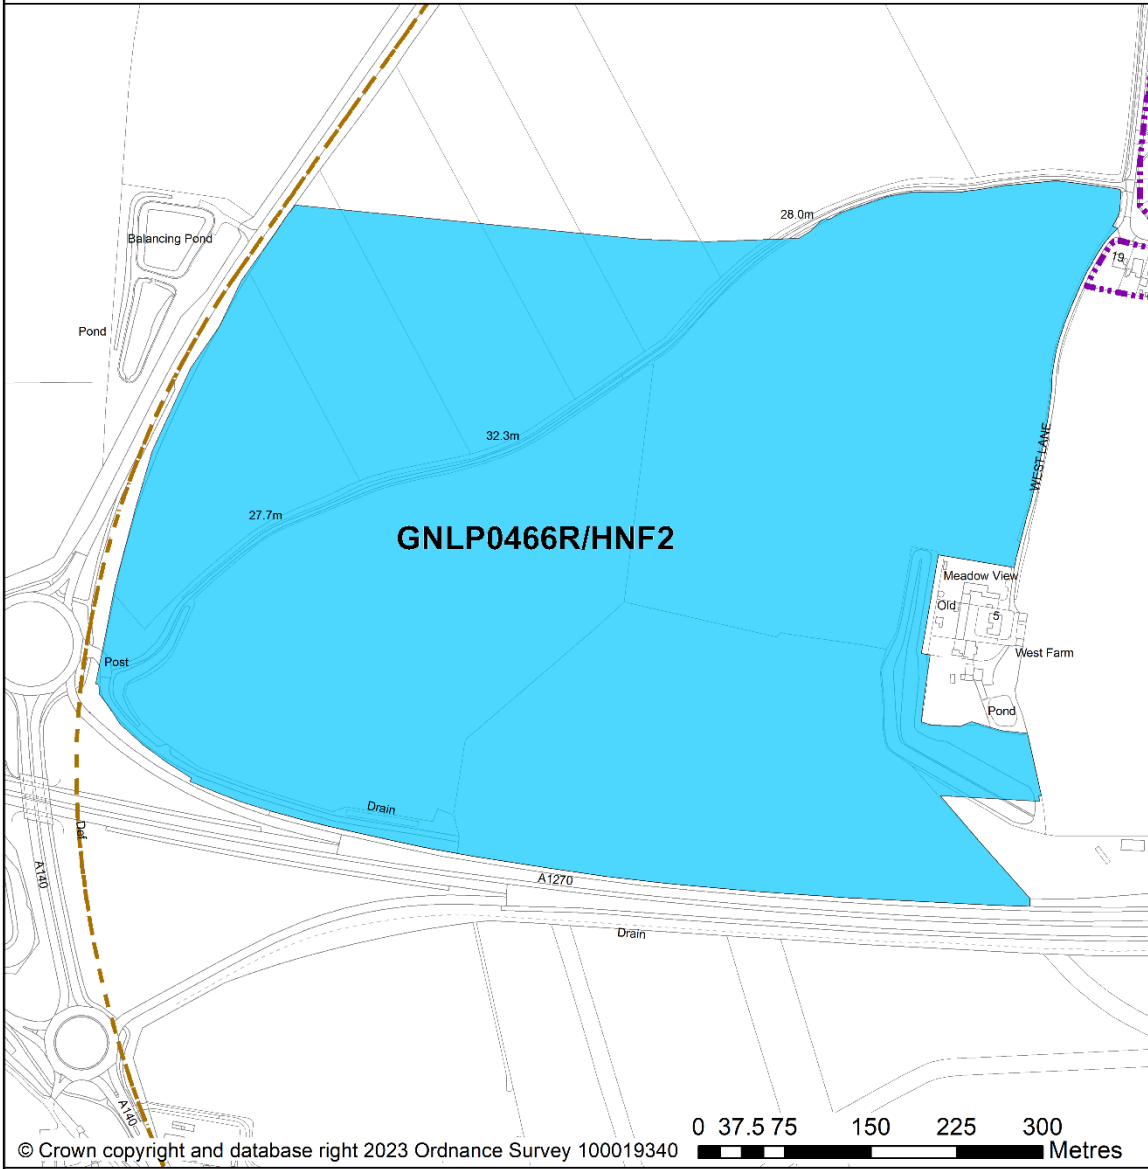 28.0m
Balancing Pond
19
Pond
32.3m
WEST LANE
27.7m
GNLP0466R/HNF2
Meadow View
Old
5
West Farm
Post
Pond
Drain
Def
A140
A1270
Drain
A140
0 37.5 75 150 225 300
Metres
© Crown copyright and database right 2023 Ordnance Survey 100019340